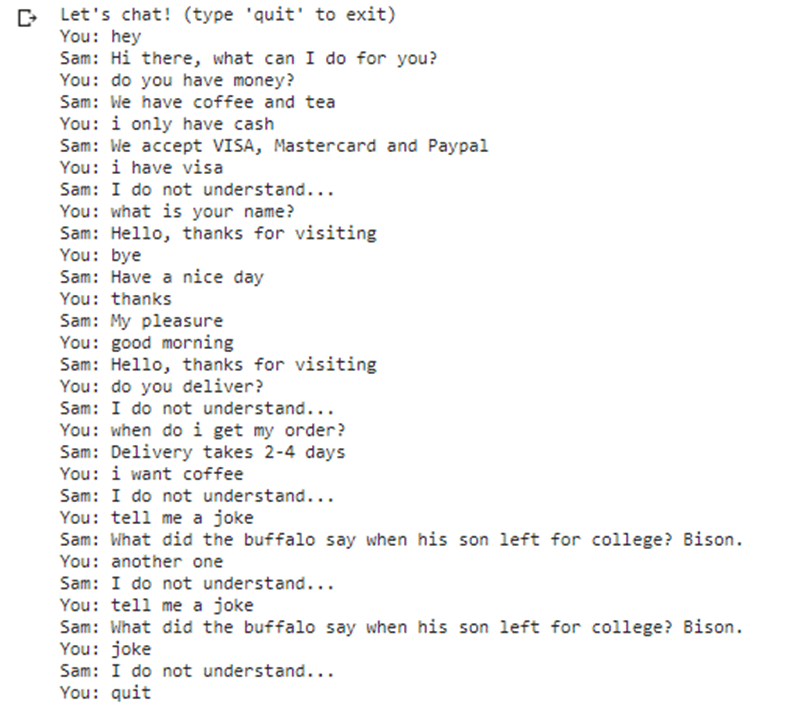 Let's chat! (type 'quit' to exit)
You: hey
Sam: Hi there, what can I do for you?
You: do you have money?
Sam: We have coffee and tea
You: i only have cash
Sam: We accept VISA, Mastercard and Paypal
You: i have visa
Sam: I do not understand...
You: what is your name?
Sam: Hello, thanks for visiting
You: bye
Sam: Have a nice day
You: thanks
Sam: My pleasure
You: good morning
Sam: Hello, thanks for visiting
You: do you deliver?
Sam: I do not understand...
You: when do i get my order?
Sam: Delivery takes 2-4 days
You: i want coffee
Sam: I do not understand...
You: tell me a joke
Sam: What did the buffalo say when his son left for college? Bison.
You: another one
Sam: I do not understand...
You: tell me a joke
Sam: What did the buffalo say when his son left for college? Bison.
You: joke
Sam: I do not understand...
You: quit